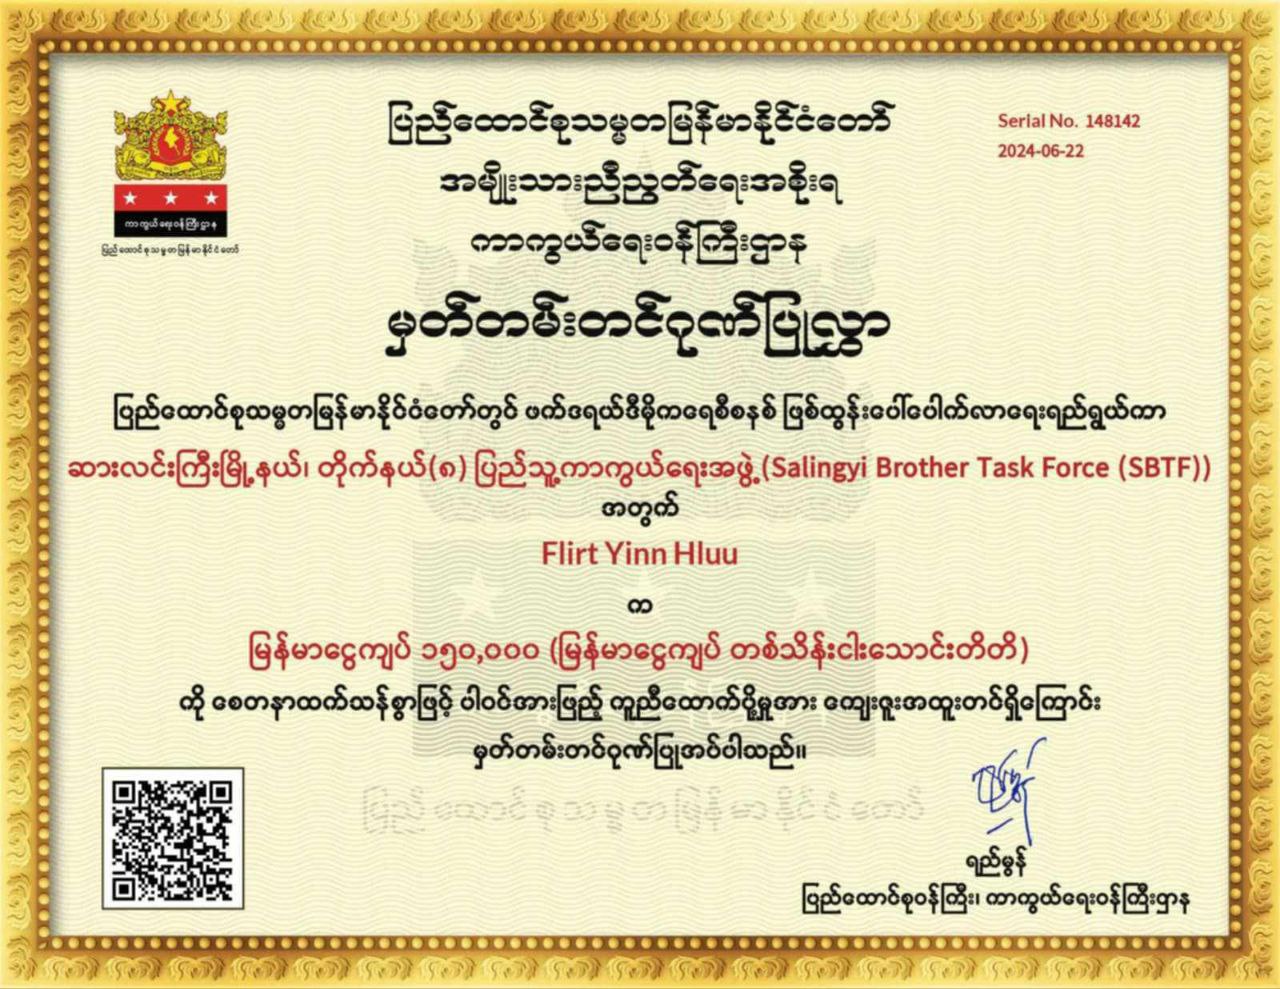 ပြည်ထောင်စုသမ္မတမြန်မာနိုင်ငံတော်
အမျိုးသားညီညွတ်ရေးအစိုးရ
ကာကွယ်ရေးဝန်ကြီးဌာန
Serial No. 148142
2024-06-22
ကာကွယ်ရေးဝန်ကြီးဌာန
ပြည်ထောင်စုသမ္မတမြန်မာနိုင်ငံတော်
မှတ်တမ်းတင်ဂုဏ်ပြုလွှာ
ပြည်ထောင်စုသမ္မတမြန်မာနိုင်ငံတော်တွင် ဖက်ဒရယ်ဒီမိုကရေစီစနစ် ဖြစ်ထွန်းပေါ်ပေါက်လာရေးရည်ရွယ်ကာ
ဆားလင်းကြီးမြို့နယ်၊ တိုက်နယ်(၈) ပြည်သူ့ကာကွယ်ရေးအဖွဲ့(Salingyi Brother Task Force (SBTF))
အတွက်
Flirt Yinn Hluu
က
မြန်မာငွေကျပ် ၁၅၀,၀၀၀ (မြန်မာငွေကျပ် တစ်သိန်းငါးသောင်းတိတိ)
ကို စေတနာထက်သန်စွာဖြင့် ပါဝင်အားဖြည့် ကူညီထောက်ပို့မှုအား ကျေးဇူးအထူးတင်ရှိကြောင်း
မှတ်တမ်းတင်ဂုဏ်ပြုအပ်ပါသည်။
ပြည်ထောင်စုသမ္မတမြန်မာနိုင်ငံတော်
ရည်မွန်
ပြည်ထောင်စုဝန်ကြီး၊ ကာကွယ်ရေးဝန်ကြီးဌာန